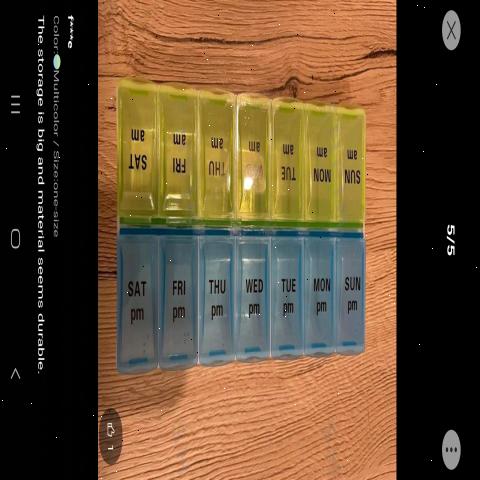 5/5
SAT am
FRI am
THU am
am
TUE am
MON am
SUN am
SAT pm
FRI pm
THU pm
WED pm
TUE pm
MON pm
SUN pm
1
f***e
Color:Multicolor / Size:one-size
The storage is big and material seems durable.